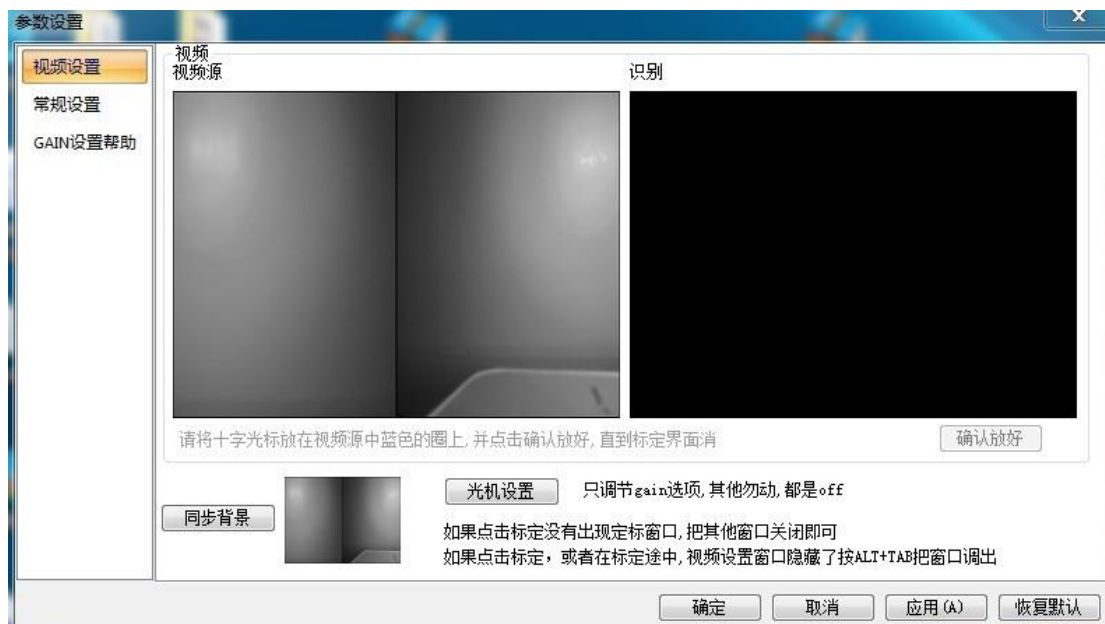 参数设置
X
视频设置
常规设置
GAIN设置帮助
视频
视频源
识别
请将十字光标放在视频源中蓝色的圈上,并点击确认放好,直到标定界面消
确认放好
同步背景
光机设置
只调节gain选项,其他勿动,都是off
如果点击标定没有出现定标窗口,把其他窗口关闭即可
如果点击标定，或者在标定途中,视频设置窗口隐藏了按ALT+TAB把窗口调出
确定
取消
应用(A)
恢复默认